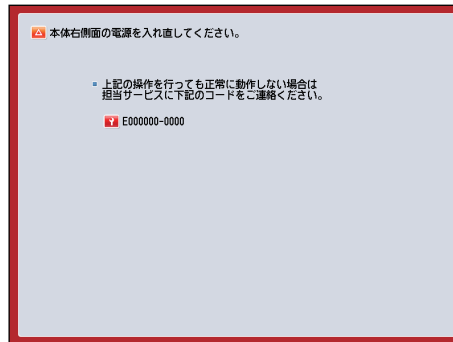 本体右側面の電源を入れ直してください。
上記の操作を行っても正常に動作しない場合は
担当サービスに下記のコードをご連絡ください。
E000000-0000